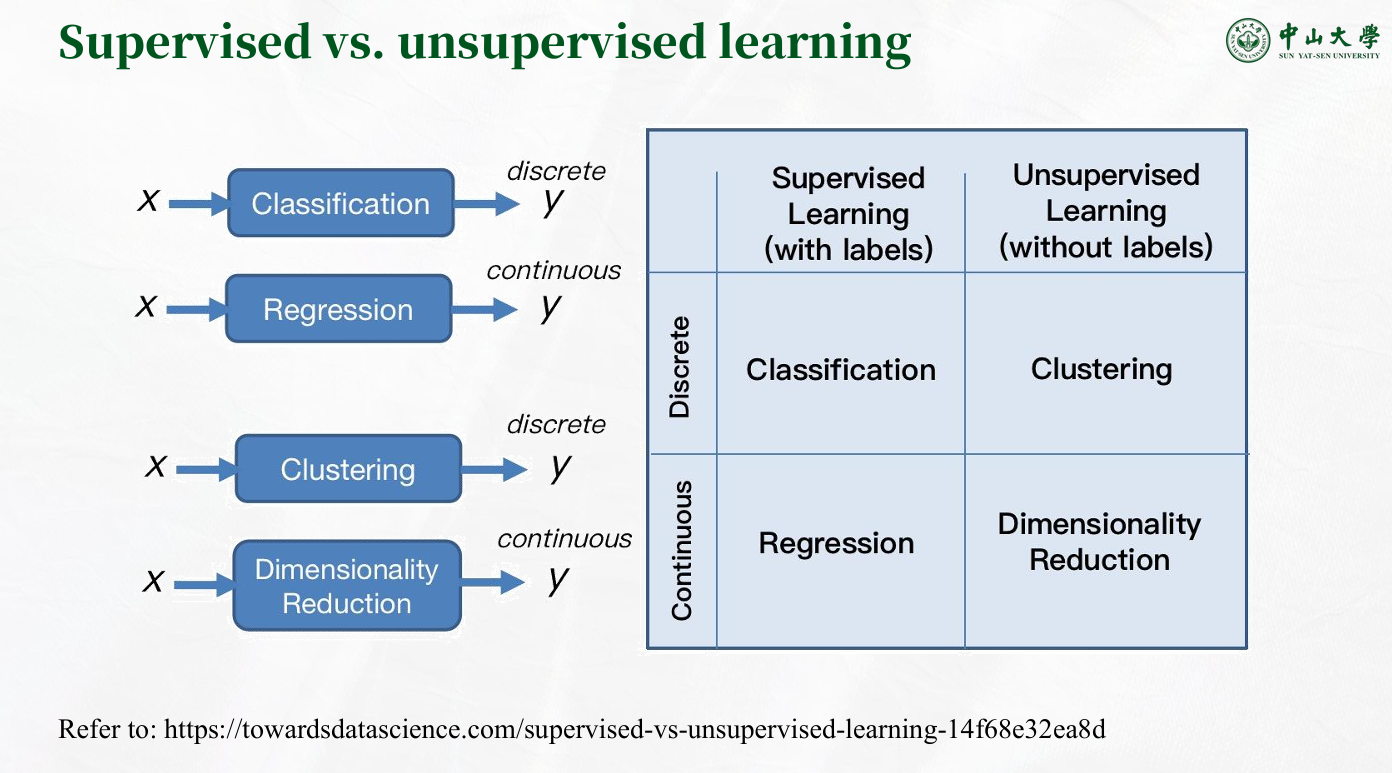 Supervised vs. unsupervised learning
中山大學
SUN YAT-SEN UNIVERSITY
x
Classification
discrete
y
x
Regression
continuous
y
x
Clustering
discrete
y
x
Dimensionality
Reduction
continuous
y
Supervised
Learning
(with labels)
Unsupervised
Learning
(without labels)
Discrete
Classification
Clustering
Continuous
Regression
Dimensionality
Reduction
Refer to: https://towardsdatascience.com/supervised-vs-unsupervised-learning-14f68e32ea8d